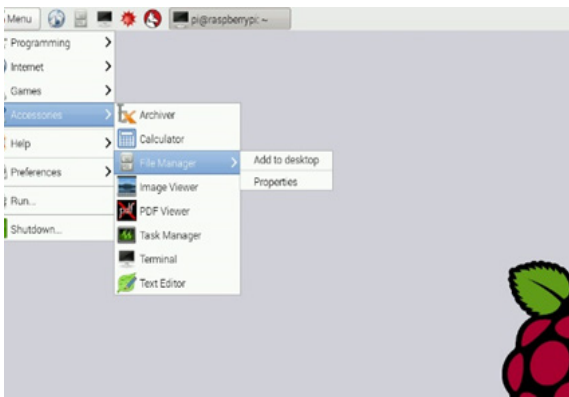 Menu
pi@raspberrypi: ~
Programming
Internet
Games
Accessories
Help
Preferences
Run...
Shutdown...
Archiver
Calculator
File Manager
Image Viewer
PDF Viewer
Task Manager
Terminal
Text Editor
Add to desktop
Properties